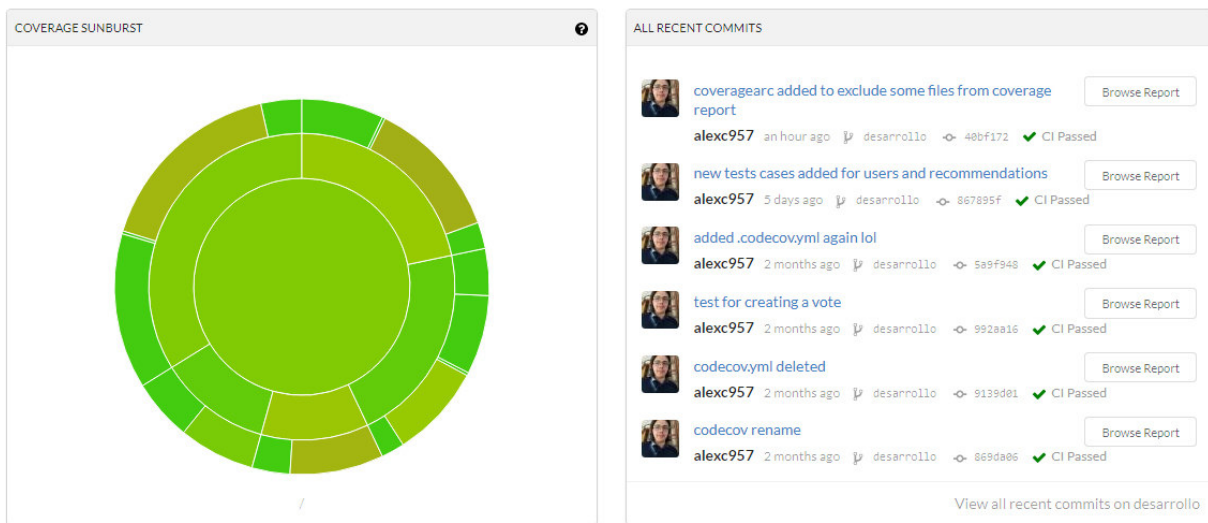 COVERAGE SUNBURST
?
/
ALL RECENT COMMITS
coveragearc added to exclude some files from coverage
report
Browse Report
alexc957 an hour ago desarrollo 40bf172 CI Passed
new tests cases added for users and recommendations
Browse Report
alexc957 5 days ago desarrollo 867895f CI Passed
added .codecov.yml again lol
Browse Report
alexc957 2 months ago desarrollo 5a9f948 CI Passed
test for creating a vote
Browse Report
alexc957 2 months ago desarrollo 992aa16 CI Passed
codecov.yml deleted
Browse Report
alexc957 2 months ago desarrollo 9139d01 CI Passed
codecov rename
Browse Report
alexc957 2 months ago desarrollo 869da06 CI Passed
View all recent commits on desarrollo